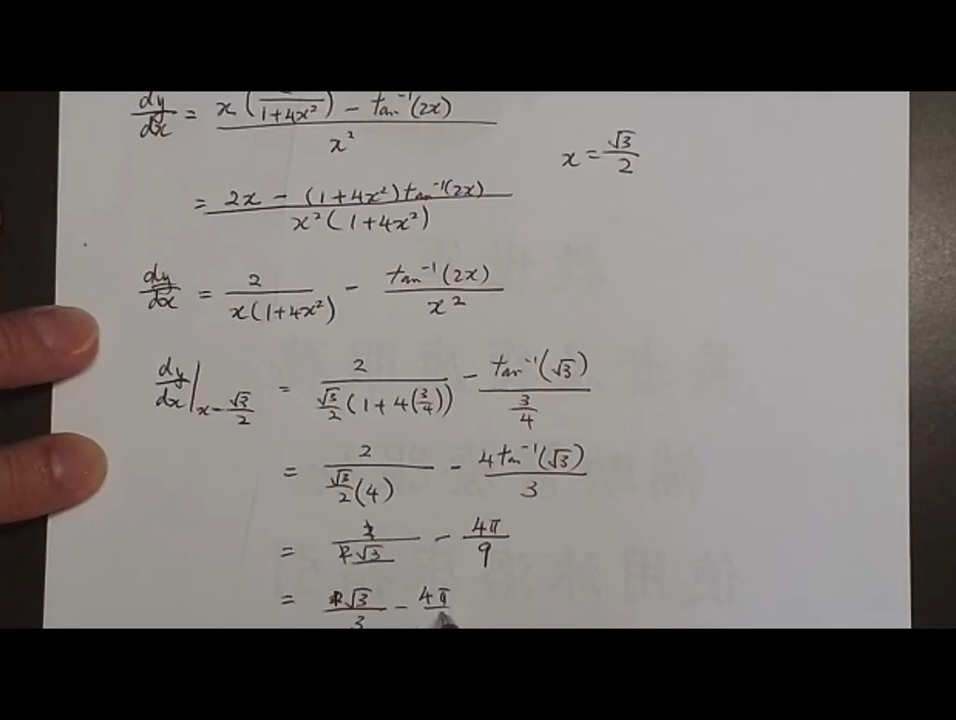 dy/dx = (x( /(1+4x²)) − tan⁻¹(2x))/x²
x = √3/2
= (2x − (1+4x²)tan⁻¹(2x))/(x²(1+4x²))
dy/dx = 2/(x(1+4x²)) − tan⁻¹(2x)/x²
dy/dx|x=√3/2 = 2/(√3/2(1+4(3/4))) − tan⁻¹(√3)/(3/4)
= 2/(√3/2(4)) − 4tan⁻¹(√3)/3
= /√3 − 4π/9
= √3/3 − 4π/